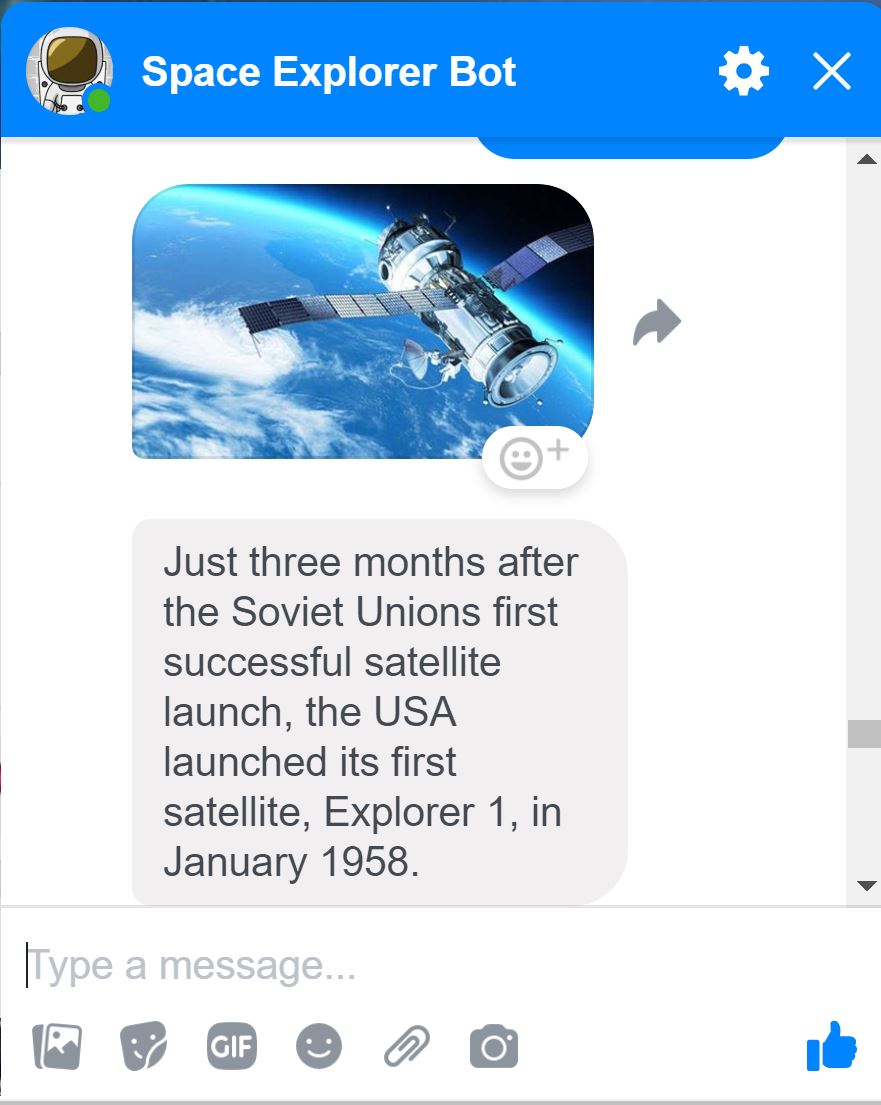 Space Explorer Bot
Just three months after
the Soviet Unions first
successful satellite
launch, the USA
launched its first
satellite, Explorer 1, in
January 1958.
Type a message...
GIF